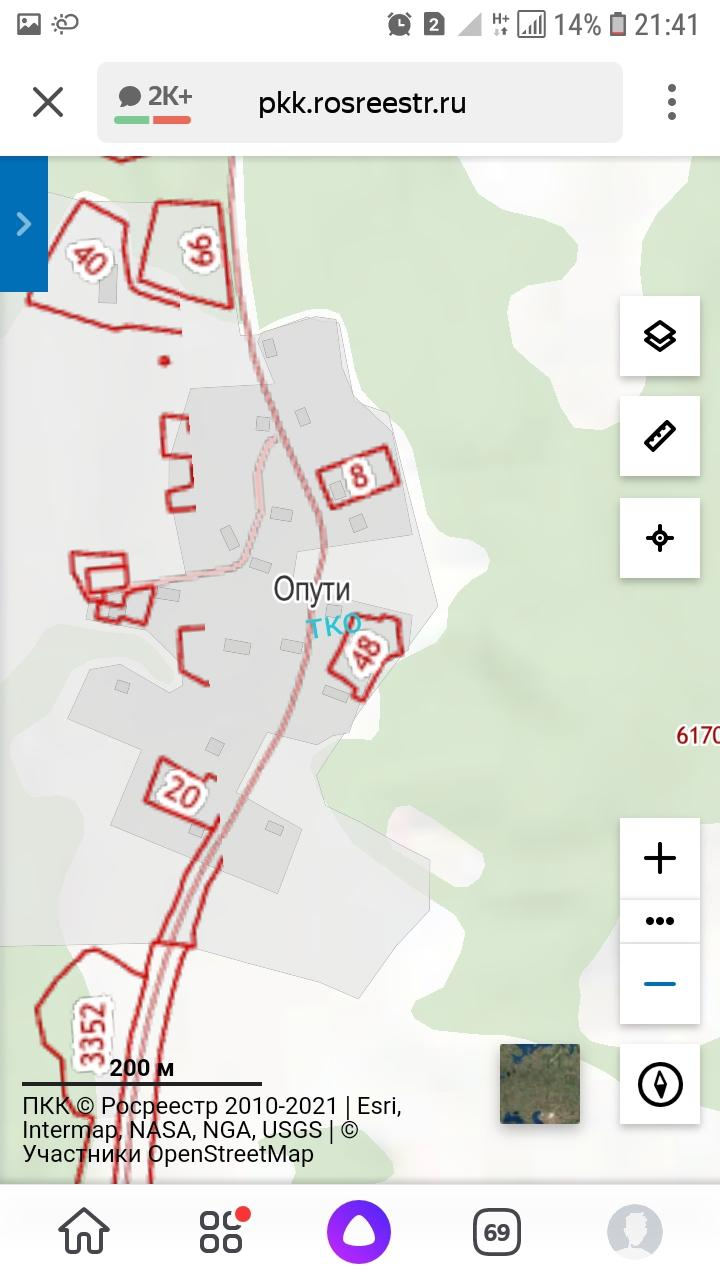 2 H+ 14% 21:41
2K+ pkk.rosreestr.ru
40
66
8
Опути
ТКО
48
6170
20
3352
200 м
ПКК © Росреестр 2010-2021 | Esri,
Intermap, NASA, NGA, USGS | ©
Участники OpenStreetMap
69